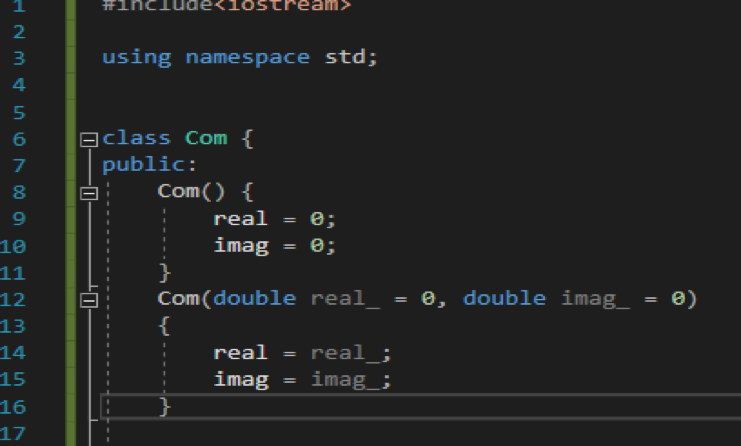 1 #include<iostream>
2
3 using namespace std;
4
5
6 class Com {
7 public:
8 Com() {
9 real = 0;
10 imag = 0;
11 }
12 Com(double real_ = 0, double imag_ = 0)
13 {
14 real = real_;
15 imag = imag_;
16 }
17